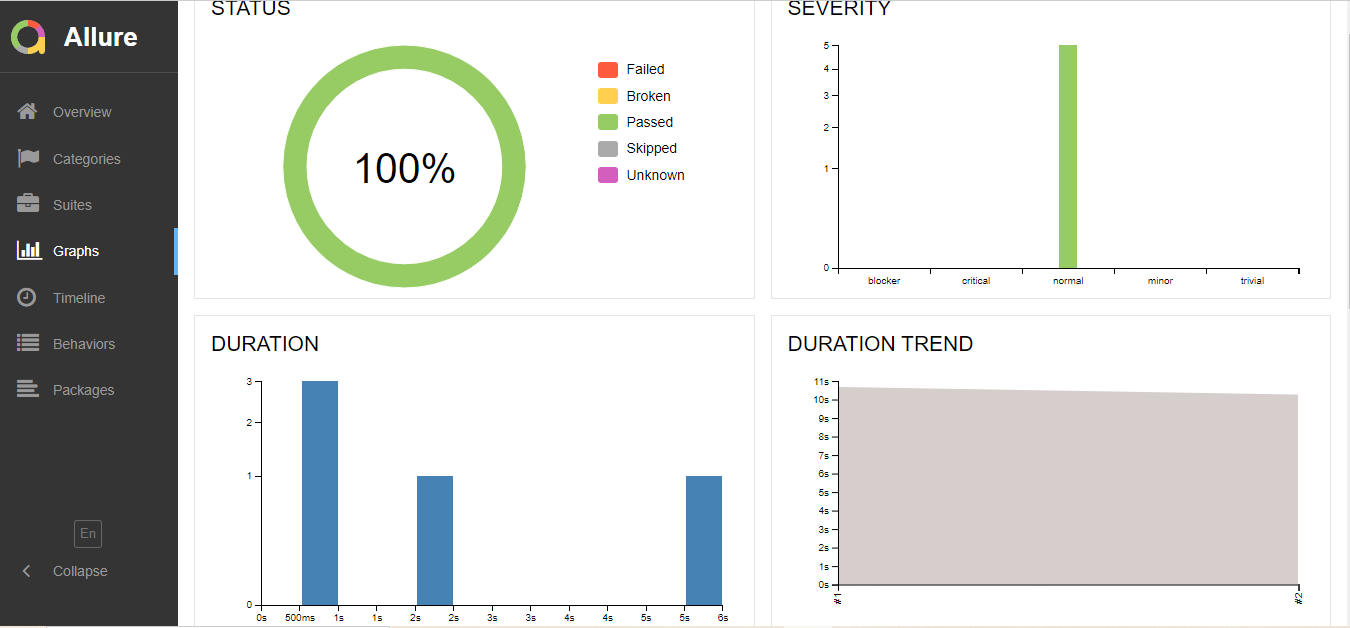 Allure
Overview
Categories
Suites
Graphs
Timeline
Behaviors
Packages
En
Collapse
STATUS
100%
Failed
Broken
Passed
Skipped
Unknown
SEVERITY
5
4
3
2
1
0
blocker critical normal minor trivial
DURATION
3
2
1
0
0s 500ms 1s 1s 2s 2s 3s 3s 4s 4s 5s 5s 6s
DURATION TREND
11s
10s
9s
8s
7s
6s
5s
4s
3s
2s
1s
0s
#1 #2